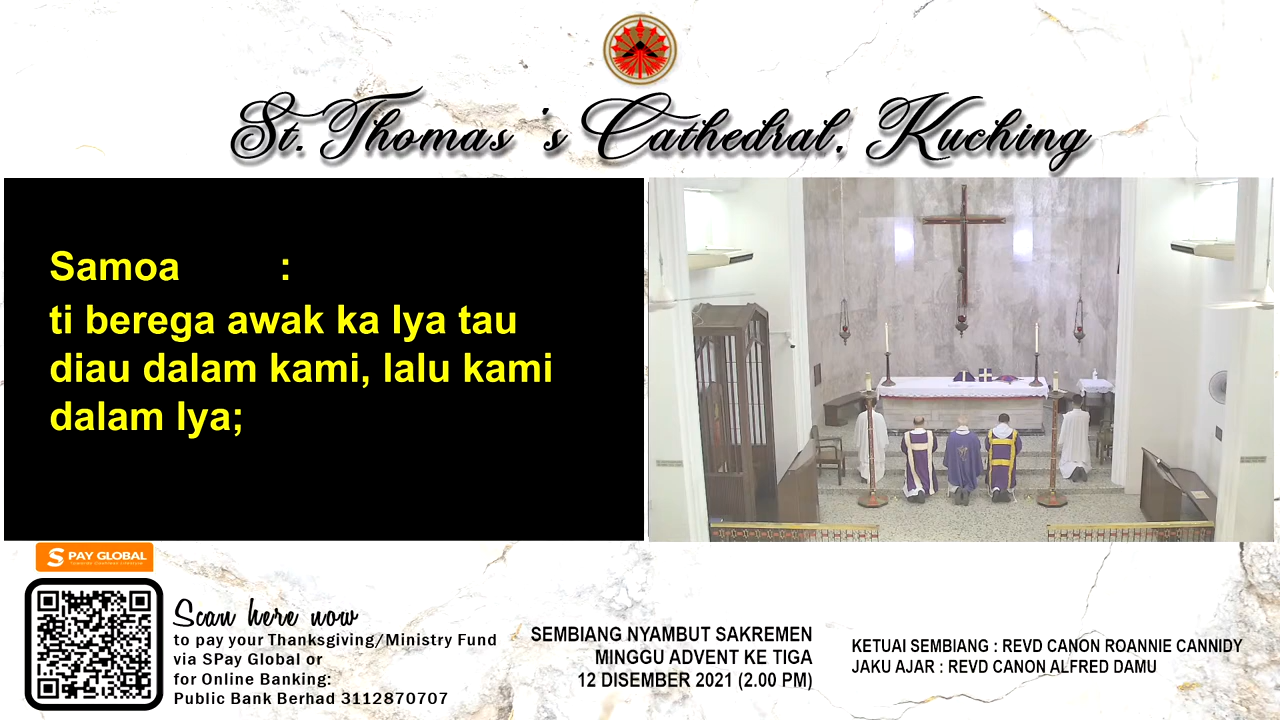 St. Thomas 's Cathedral, Kuching
Samoa :
ti berega awak ka Iya tau
diau dalam kami, lalu kami
dalam Iya;
S PAY GLOBAL
Scan here now
to pay your Thanksgiving/Ministry Fund
via SPay Global or
for Online Banking:
Public Bank Berhad 3112870707
SEMBIANG NYAMBUT SAKREMEN
MINGGU ADVENT KE TIGA
12 DISEMBER 2021 (2.00 PM)
KETUAI SEMBIANG : REVD CANON ROANNIE CANNIDY
JAKU AJAR : REVD CANON ALFRED DAMU